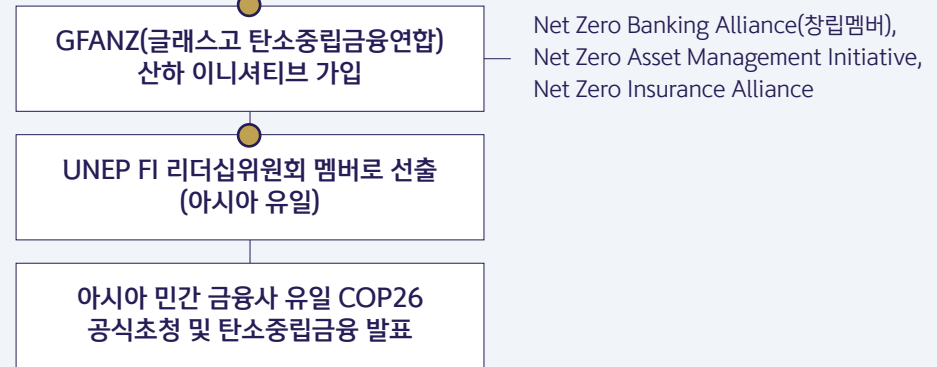 GFANZ(글래스고 탄소중립금융연합)
산하 이니셔티브 가입
Net Zero Banking Alliance(창립멤버),
Net Zero Asset Management Initiative,
Net Zero Insurance Alliance
UNEP FI 리더십위원회 멤버로 선출
(아시아 유일)
아시아 민간 금융사 유일 COP26
공식초청 및 탄소중립금융 발표